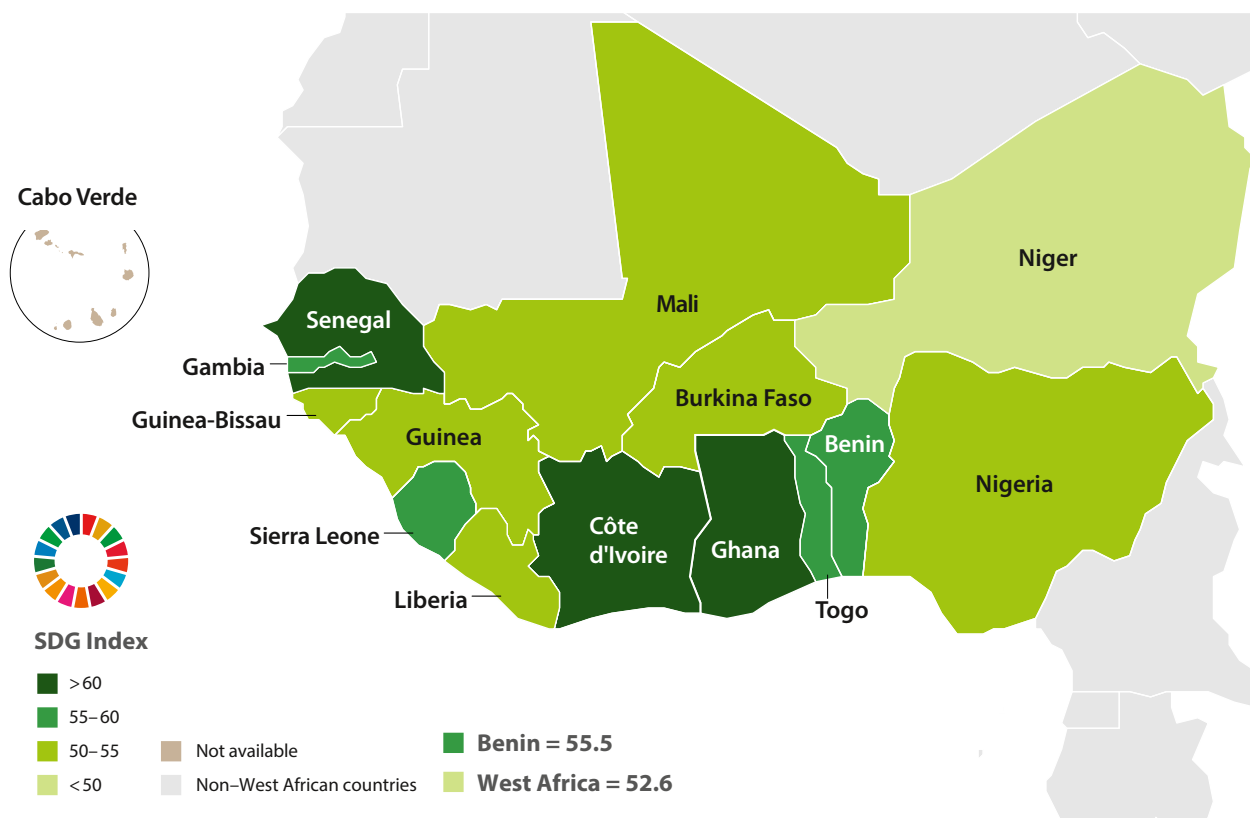 Cabo Verde
Niger
Mali
Senegal
Gambia
Burkina Faso
Guinea-Bissau
Guinea
Benin
Nigeria
Sierra Leone
Côte
d'Ivoire
Ghana
Liberia
Togo
SDG Index
>60
55–60
50–55
<50
Not available
Non–West African countries
Benin = 55.5
West Africa = 52.6